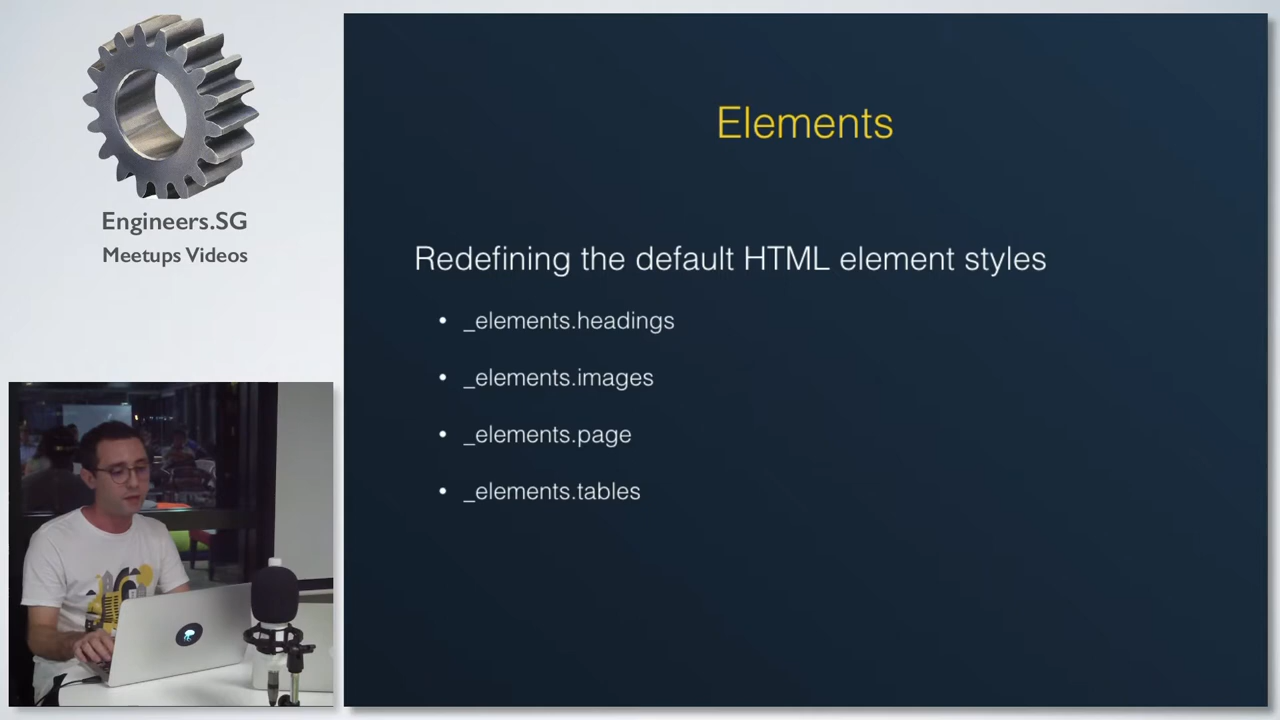 Engineers.SG
Meetups Videos
Elements
Redefining the default HTML element styles
• _elements.headings
• _elements.images
• _elements.page
• _elements.tables